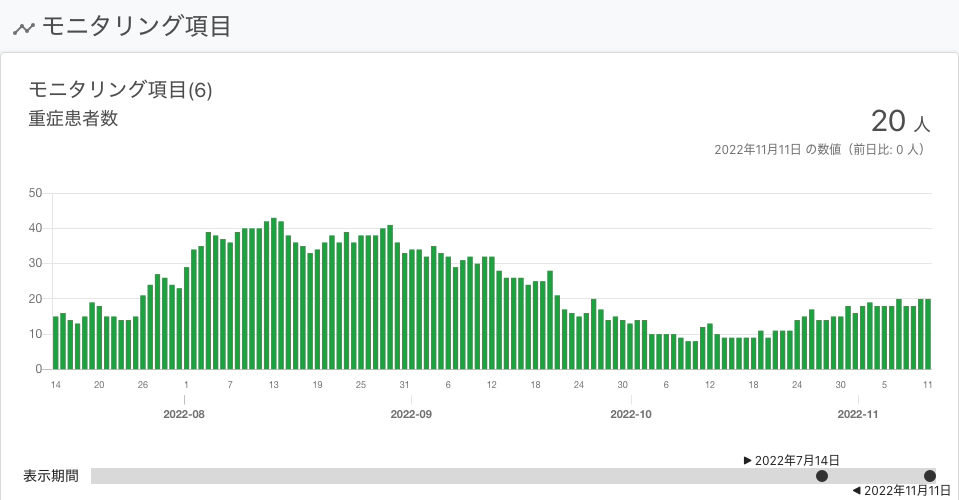 モニタリング項目
モニタリング項目(6)
重症患者数
20 人
2022年11月11日 の数値（前日比: 0 人）
50
40
30
20
10
0
14 20 26 1 7 13 19 25 31 6 12 18 24 30 6 12 18 24 30 5 11
2022-08 2022-09 2022-10 2022-11
▶ 2022年7月14日
表示期間
◀ 2022年11月11日